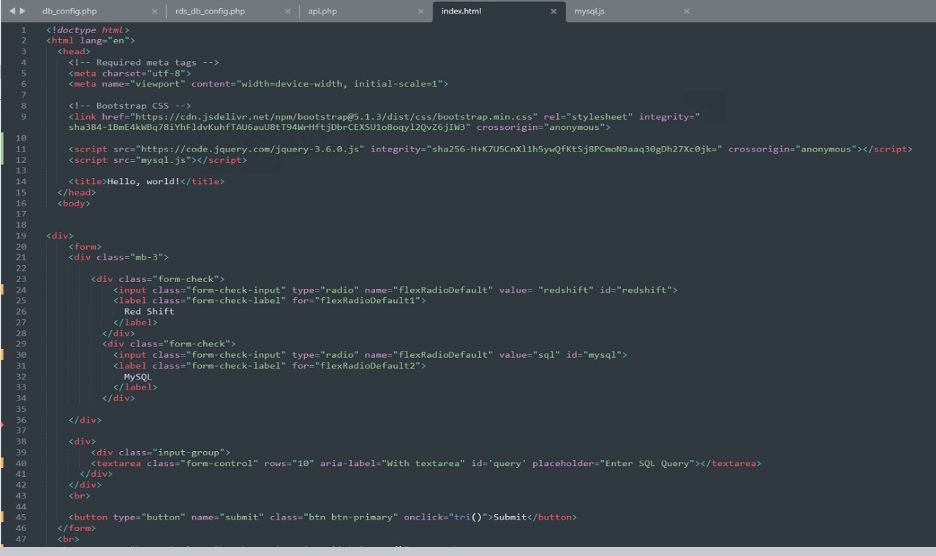 db_config.php × rds_db_config.php × api.php × index.html × mysql.js ×
1 <!doctype html>
2 <html lang="en">
3 <head>
4 <!-- Required meta tags -->
5 <meta charset="utf-8">
6 <meta name="viewport" content="width=device-width, initial-scale=1">
7
8 <!-- Bootstrap CSS -->
9 <link href="https://cdn.jsdelivr.net/npm/bootstrap@5.1.3/dist/css/bootstrap.min.css" rel="stylesheet" integrity="
sha384-1BmE4kWBq78iYhFldvKuhfTAU6auU8tT94WrHftjDbrCEXSU1oBoqyl2QvZ6jIW3" crossorigin="anonymous">
10
11 <script src="https://code.jquery.com/jquery-3.6.0.js" integrity="sha256-H+K7U5CnXl1h5ywQfKtSj8PCmoN9aaq30gDh27Xc0jk=" crossorigin="anonymous"></script>
12 <script src="mysql.js"></script>
13
14 <title>Hello, world!</title>
15 </head>
16 <body>
17
18
19 <div>
20 <form>
21 <div class="mb-3">
22
23 <div class="form-check">
24 <input class="form-check-input" type="radio" name="flexRadioDefault" value= "redshift" id="redshift">
25 <label class="form-check-label" for="flexRadioDefault1">
26 Red Shift
27 </label>
28 </div>
29 <div class="form-check">
30 <input class="form-check-input" type="radio" name="flexRadioDefault" value="sql" id="mysql">
31 <label class="form-check-label" for="flexRadioDefault2">
32 MySQL
33 </label>
34 </div>
35
36 </div>
37
38 <div>
39 <div class="input-group">
40 <textarea class="form-control" rows="10" aria-label="With textarea" id='query' placeholder="Enter SQL Query"></textarea>
41 </div>
42 </div>
43 <br>
44
45 <button type="button" name="submit" class="btn btn-primary" onclick="tri()">Submit</button>
46 </form>
47 <br>